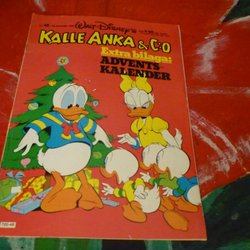 WALT DISNEY'S
KALLE ANKA & C:O
Extra bilaga:
ADVENTS
KALENDER